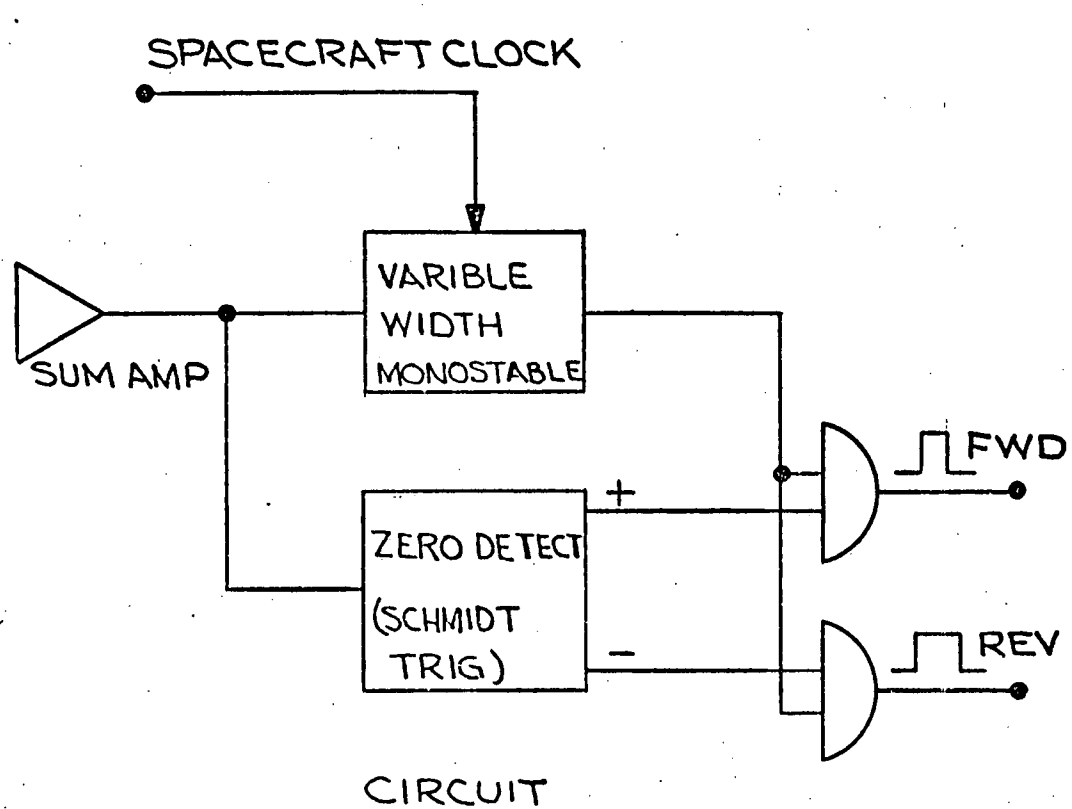 SPACECRAFT CLOCK
VARIBLE
WIDTH
MONOSTABLE
SUM AMP
FWD
+
ZERO DETECT
(SCHMIDT
TRIG)
−
REV
CIRCUIT